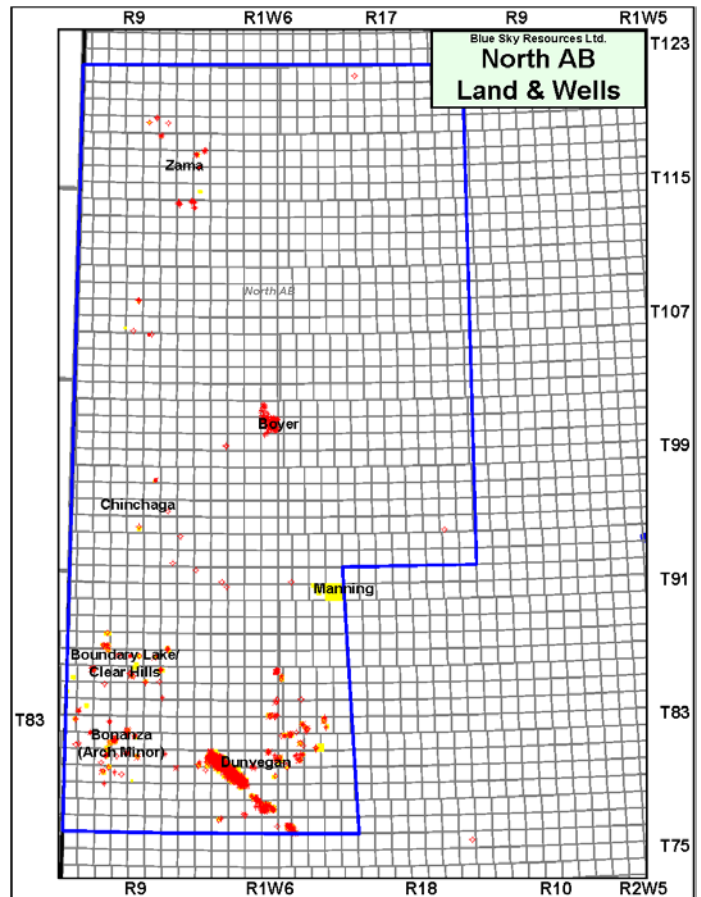 R9 R1W6 R17 R9 R1W5
Blue Sky Resources Ltd.
North AB
Land & Wells
T123
Zama
T115
North AB
T107
Boyer
T99
Chinchaga
Manning
T91
Boundary Lake/
Clear Hills
T83
T83
Bonanza
(Arch Minor)
Dunvegan
T75
R9 R1W6 R18 R10 R2W5